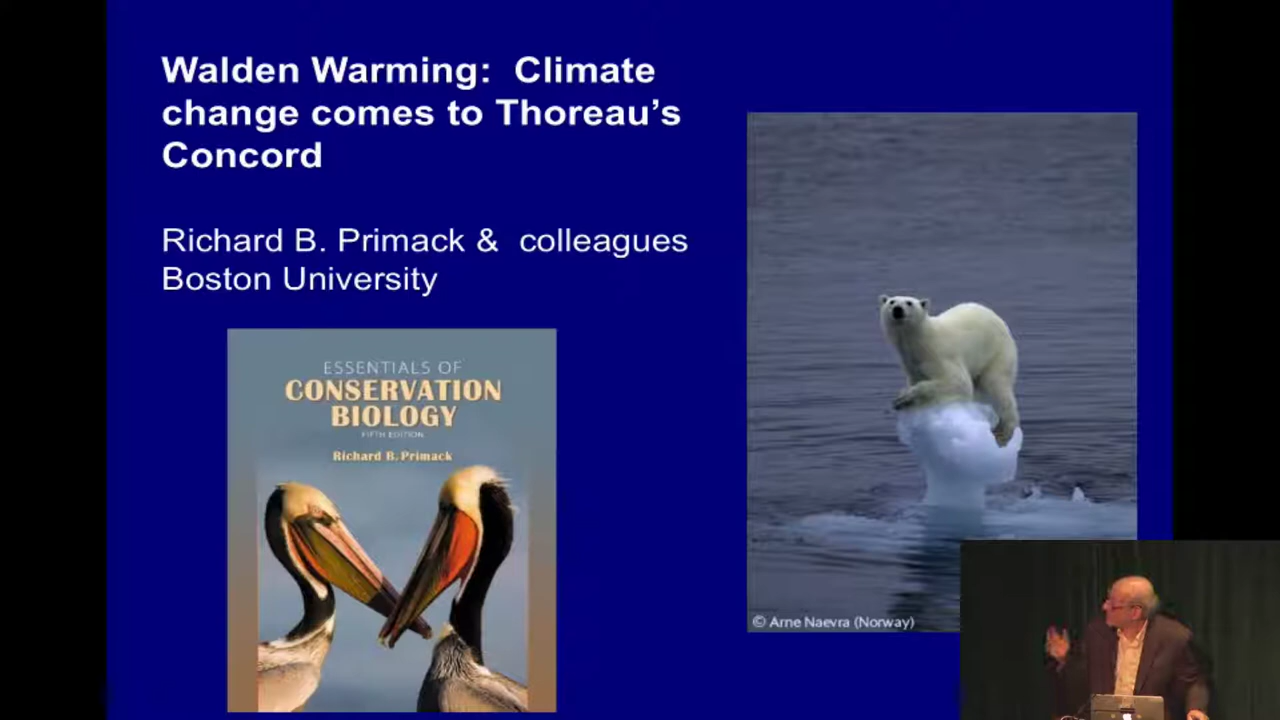 Walden Warming: Climate
change comes to Thoreau's
Concord
Richard B. Primack & colleagues
Boston University
ESSENTIALS OF
CONSERVATION
BIOLOGY
FIFTH EDITION
Richard B. Primack
© Arne Naevra (Norway)